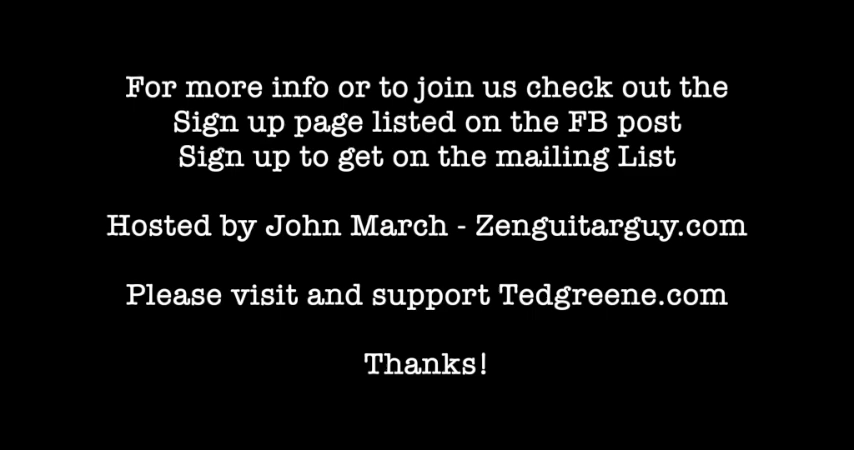 For more info or to join us check out the
Sign up page listed on the FB post
Sign up to get on the mailing List
Hosted by John March - Zenguitarguy.com
Please visit and support Tedgreene.com
Thanks!